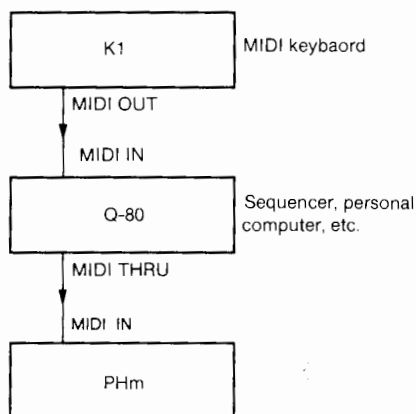 K1
MIDI keybaord
MIDI OUT
MIDI IN
Q-80
Sequencer, personal
computer, etc.
MIDI THRU
MIDI IN
PHm